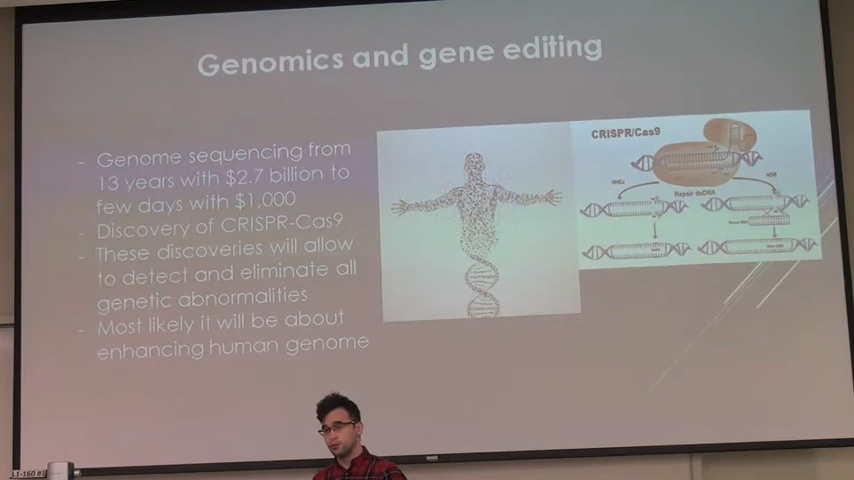 Genomics and gene editing
- Genome sequencing from
13 years with $2.7 billion to
few days with $1,000
- Discovery of CRISPR-Cas9
- These discoveries will allow
to detect and eliminate all
genetic abnormalities
- Most likely it will be about
enhancing human genome
CRISPR/Cas9
NHEJ
HDR
Repair dsDNA